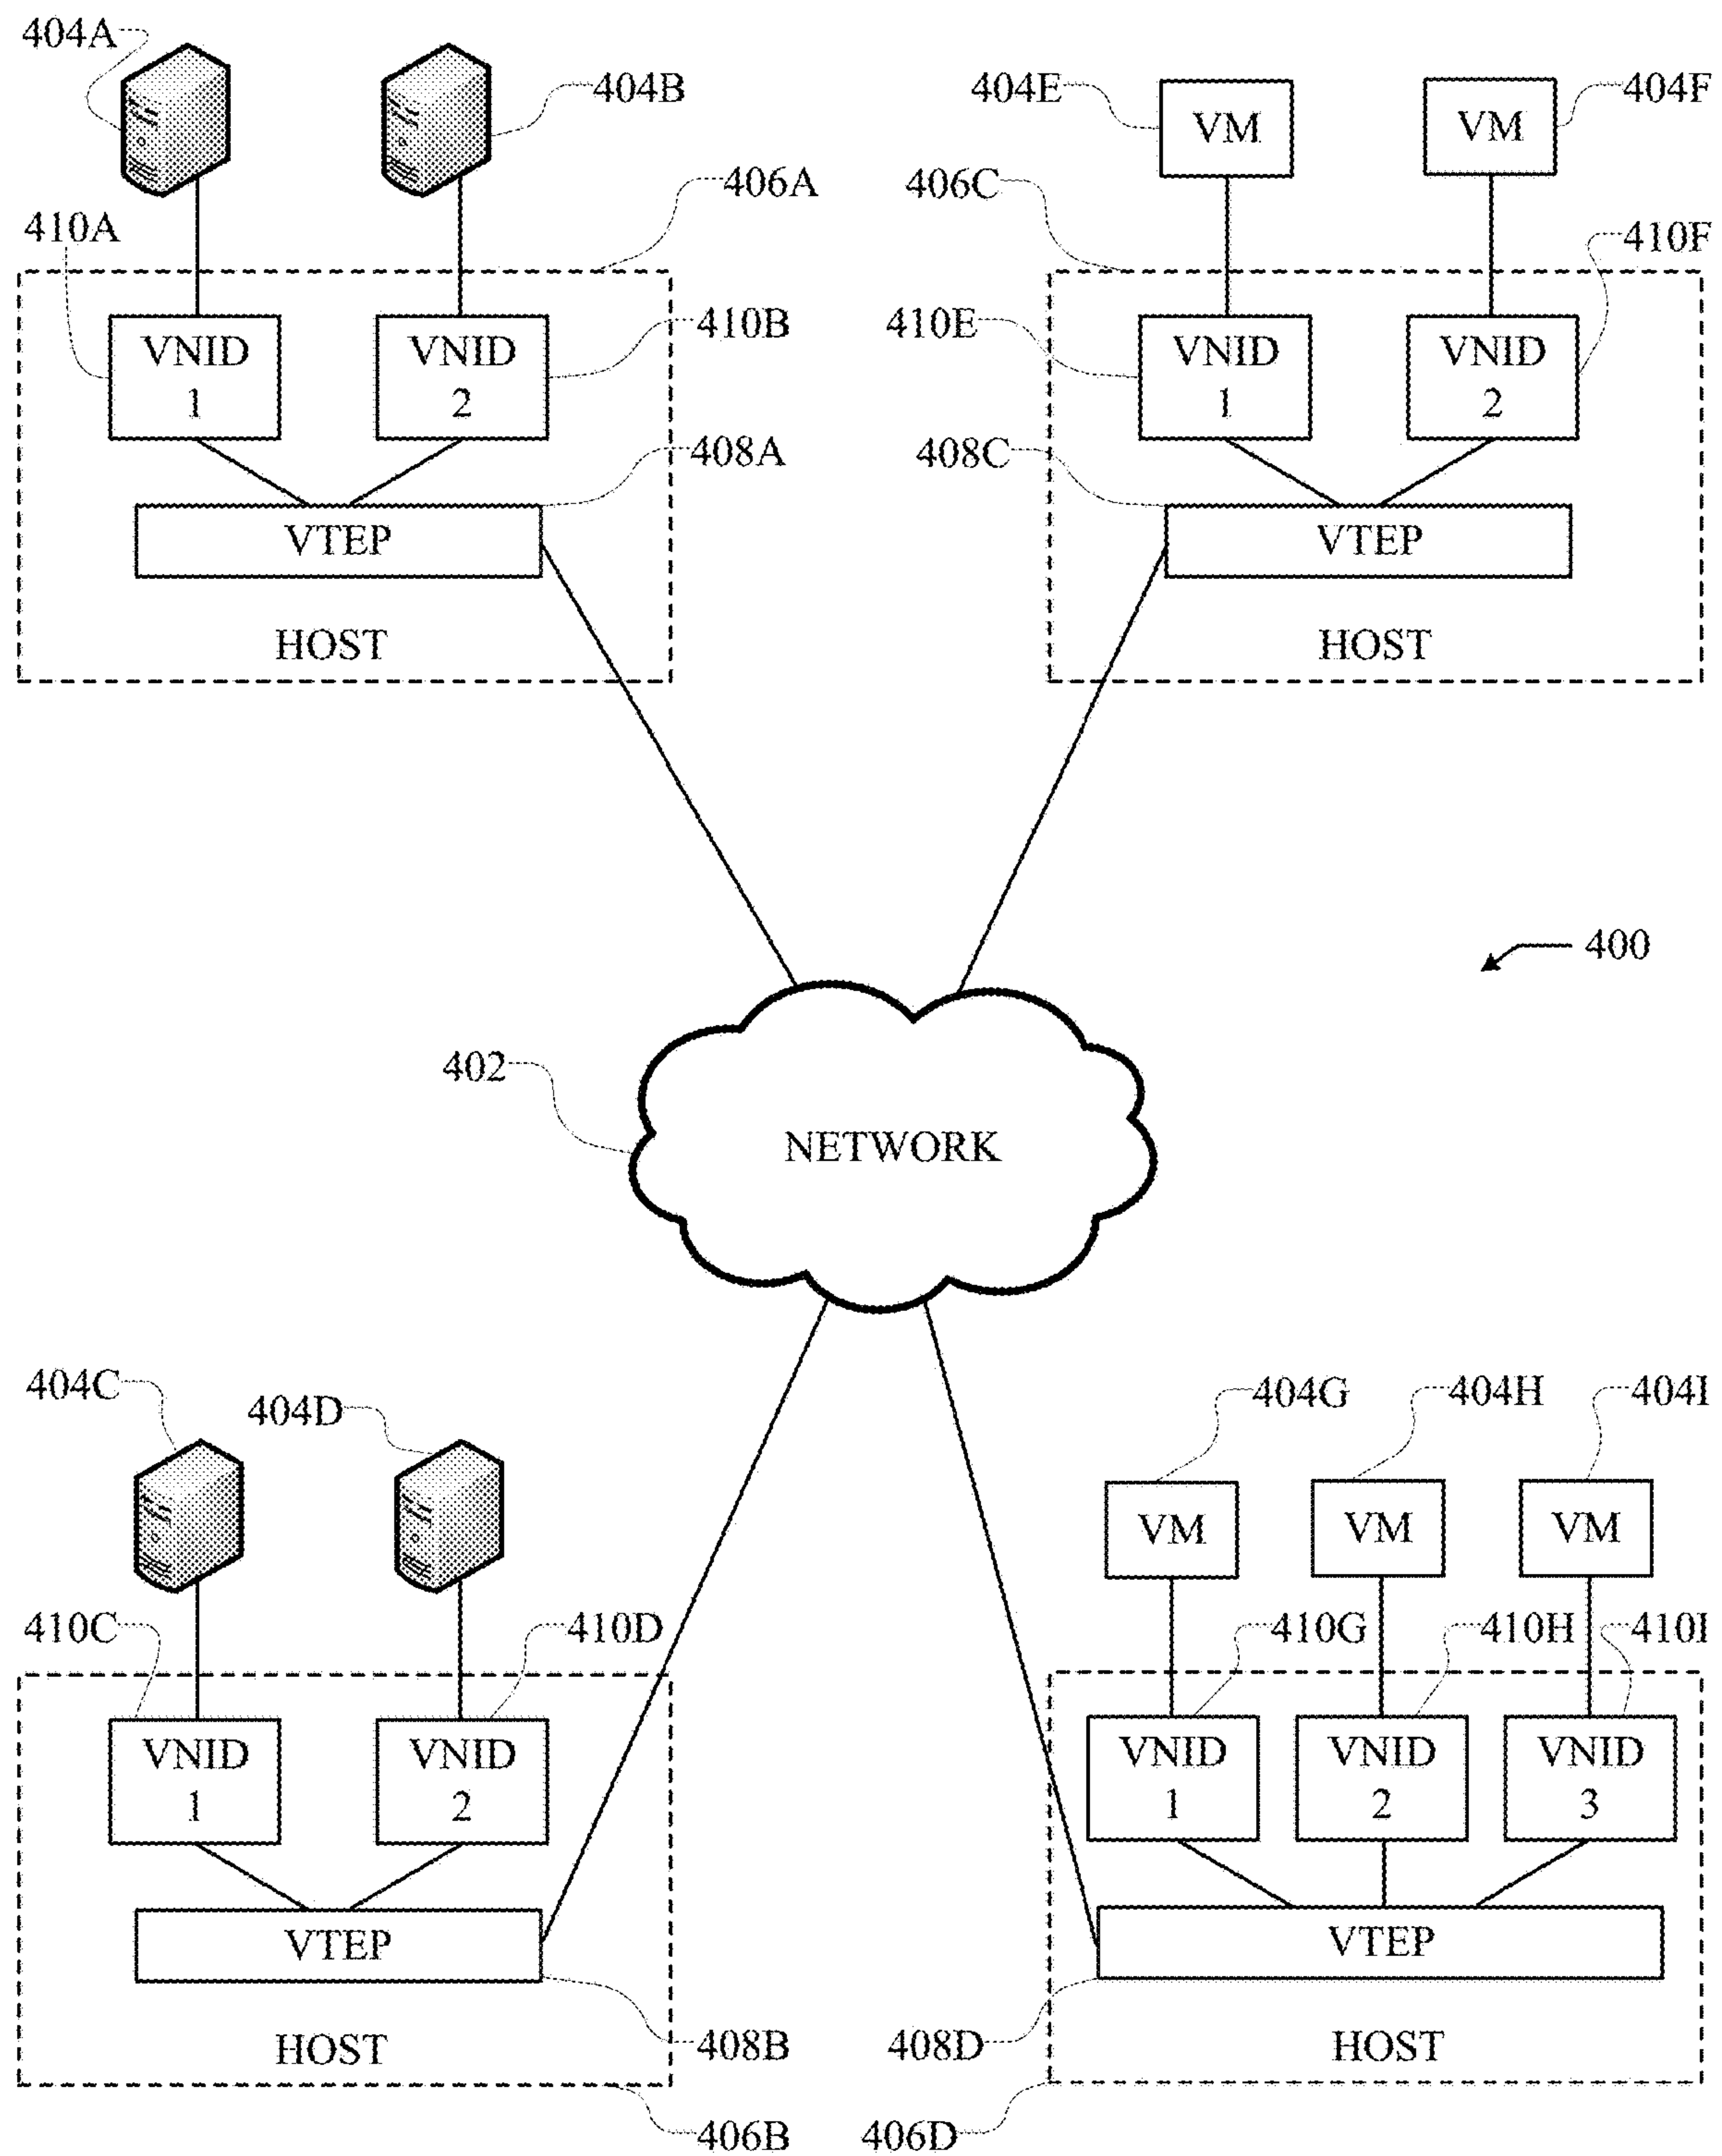 404A
404B
404E
VM
VM
404F
406A
406C
410A
410F
VNID
1
VNID
2
410B
410E
VNID
1
VNID
2
408A
408C
VTEP
VTEP
HOST
HOST
400
402
NETWORK
404C
404D
404G
404H
404I
VM
VM
VM
410C
410D
410G
410H
410I
VNID
1
VNID
2
VNID
1
VNID
2
VNID
3
VTEP
VTEP
HOST
408B
408D
HOST
406B
406D